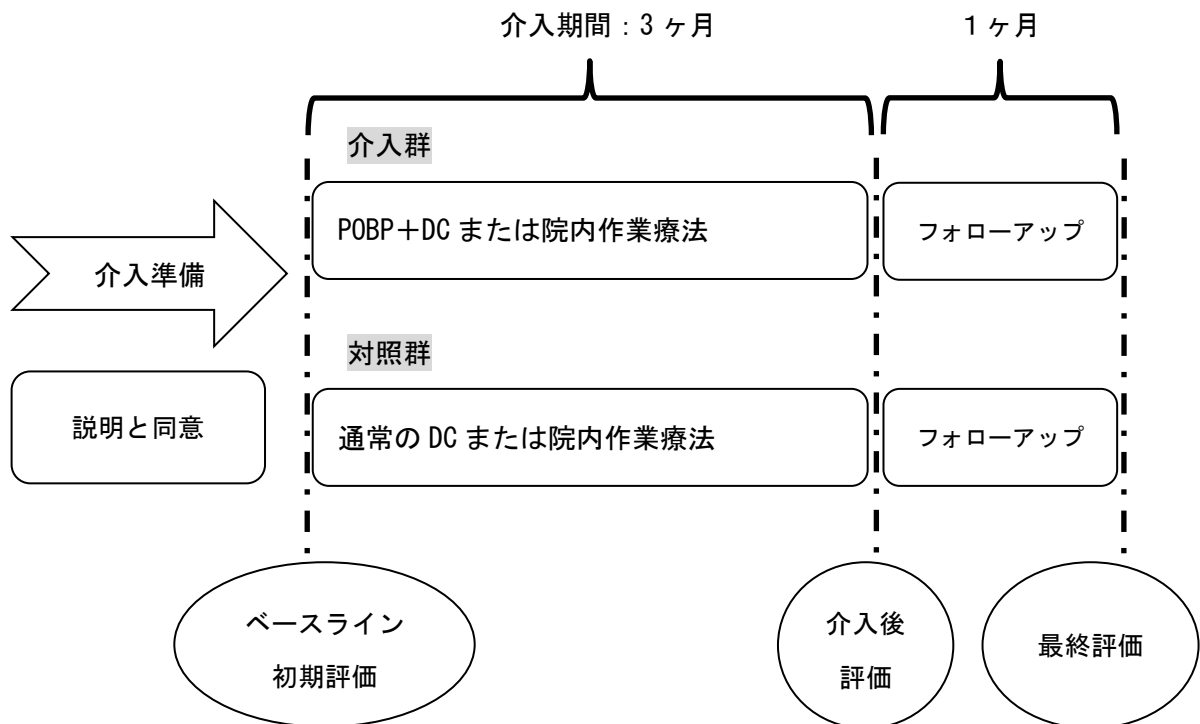 介入期間：3 ヶ月
１ヶ月
介入群
POBP＋DC または院内作業療法
フォローアップ
介入準備
対照群
説明と同意
通常の DC または院内作業療法
フォローアップ
ベースライン
初期評価
介入後
評価
最終評価